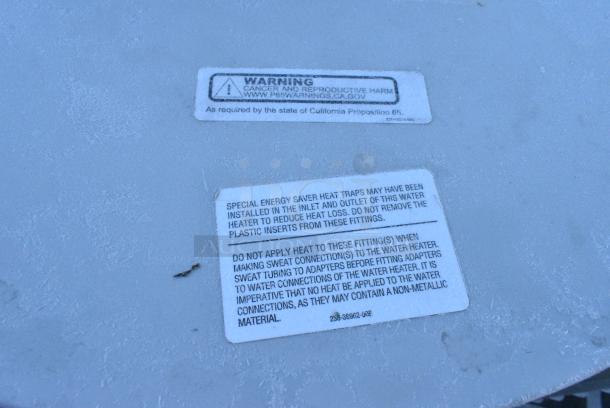 WARNING
CANCER AND REPRODUCTIVE HARM
WWW.P65WARNINGS.CA.GOV
As required by the state of California Proposition 65.
SPECIAL ENERGY SAVER HEAT TRAPS MAY HAVE BEEN
INSTALLED IN THE INLET AND OUTLET OF THIS WATER
HEATER TO REDUCE HEAT LOSS. DO NOT REMOVE THE
PLASTIC INSERTS FROM THESE FITTINGS.
DO NOT APPLY HEAT TO THESE FITTING(S) WHEN
MAKING SWEAT CONNECTION(S) TO THE WATER HEATER.
SWEAT TUBING TO ADAPTERS BEFORE FITTING ADAPTERS
TO WATER CONNECTIONS OF THE WATER HEATER. IT IS
IMPERATIVE THAT NO HEAT BE APPLIED TO THE WATER
CONNECTIONS, AS THEY MAY CONTAIN A NON-METALLIC
MATERIAL.